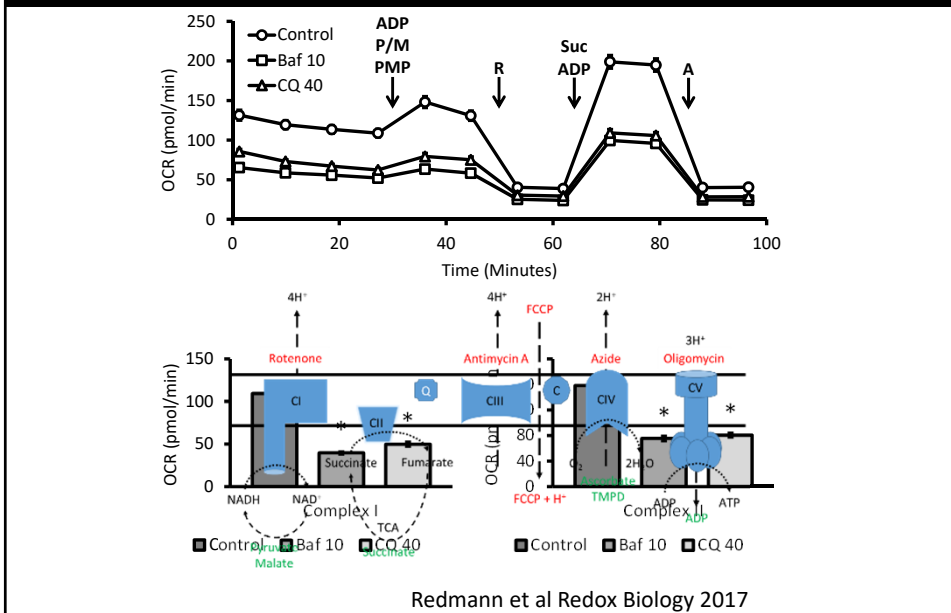 Control
Baf 10
CQ 40
ADP
P/M
PMP
R
Suc
ADP
A
OCR (pmol/min)
250
200
150
100
50
0
0 20 40 60 80 100
Time (Minutes)
4H⁺ 4H⁺ FCCP 2H⁺ 3H⁺
Rotenone Antimycin A Azide Oligomycin
CI CII Q CIII C CIV CV
OCR (pmol/min)
150
100
50
0
* *
Succinate Fumarate
NADH NAD⁺
TCA
Complex I
Pyruvate
Malate
Succinate
Control Baf 10 CQ 40
80
40
0
* *
O₂ 2H₂O
TMPD
FCCP + H⁺
ADP ATP
ADP
Complex II
Control Baf 10 CQ 40
Redmann et al Redox Biology 2017